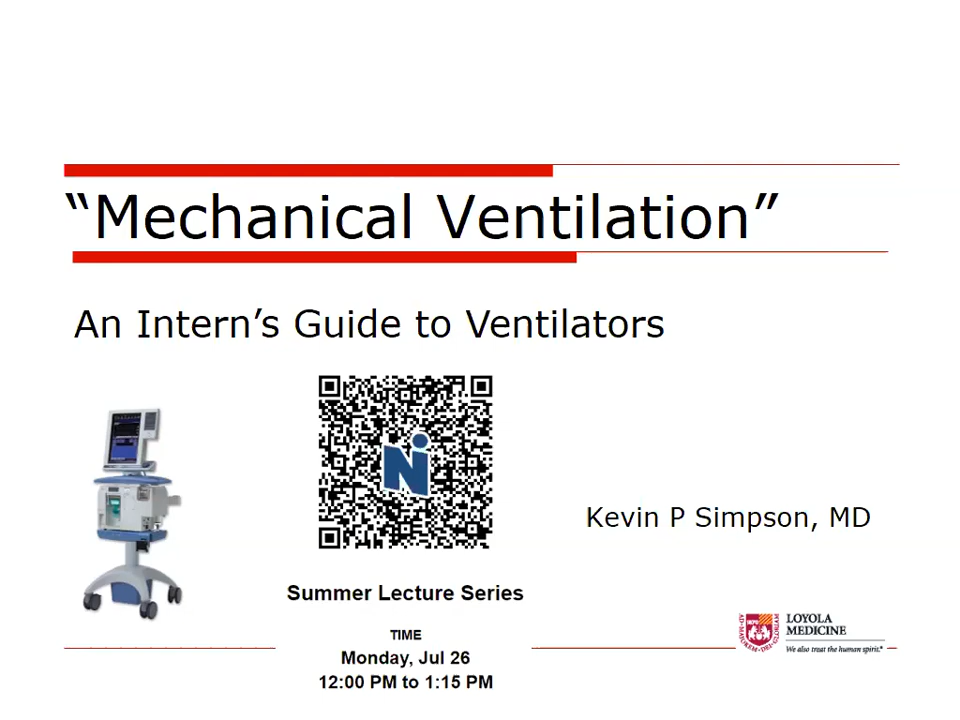 “Mechanical Ventilation”
An Intern’s Guide to Ventilators
Ni
Kevin P Simpson, MD
Summer Lecture Series
TIME
Monday, Jul 26
12:00 PM to 1:15 PM
LOYOLA
MEDICINE
We also treat the human spirit.®